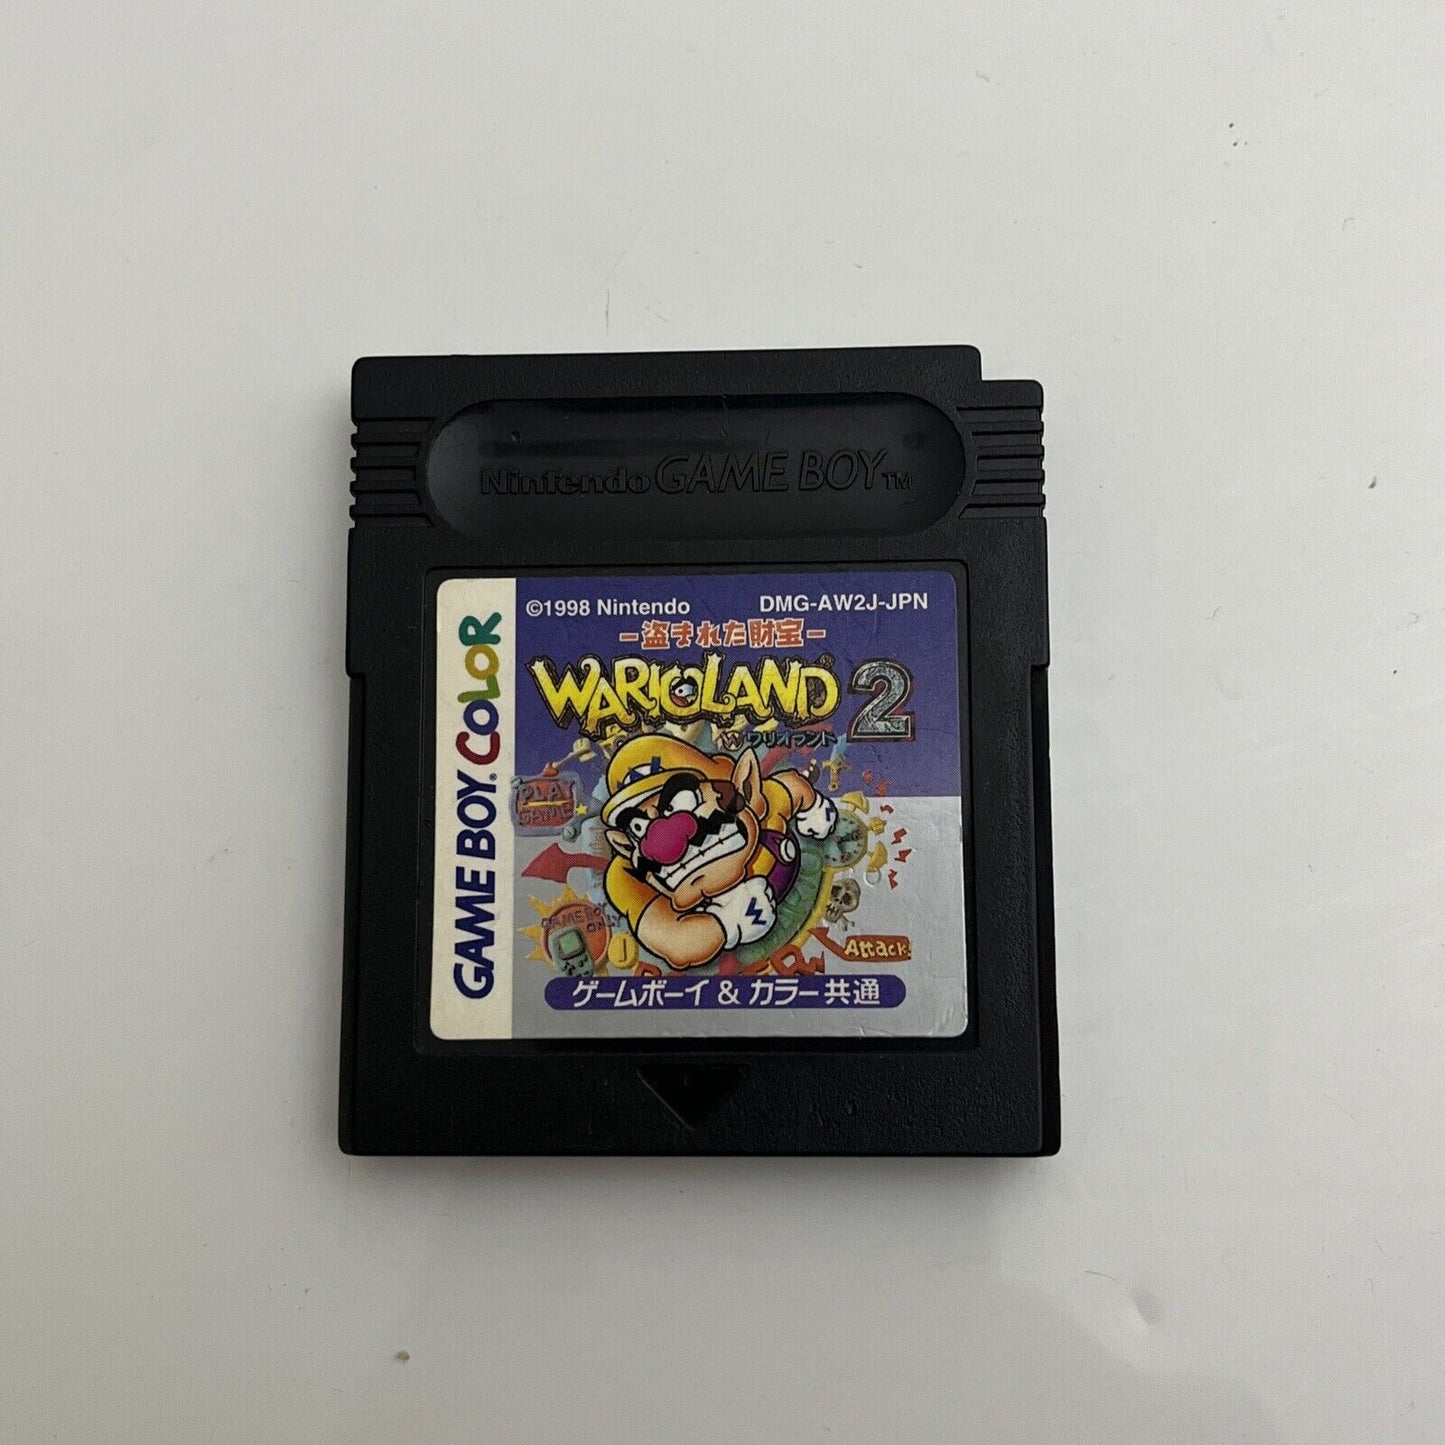 Nintendo GAME BOY TM
GAME BOY COLOR
©1998 Nintendo DMG-AW2J-JPN
-盗まれた財宝-
WARIOLAND® 2
ワリオランド
PLAY
GAME
GAME BOY
ONLY
Attack!
ゲームボーイ & カラー共通